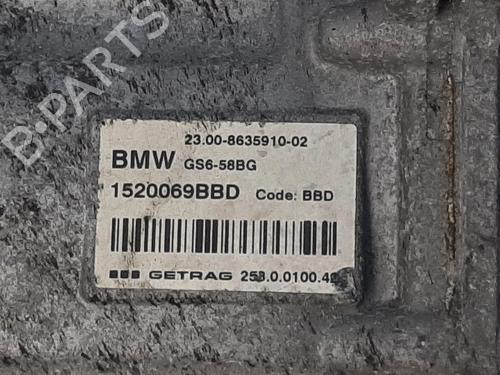 B-PARTS
23.00-8635910-02
BMW GS6-58BG
1520069BBD Code: BBD
GETRAG